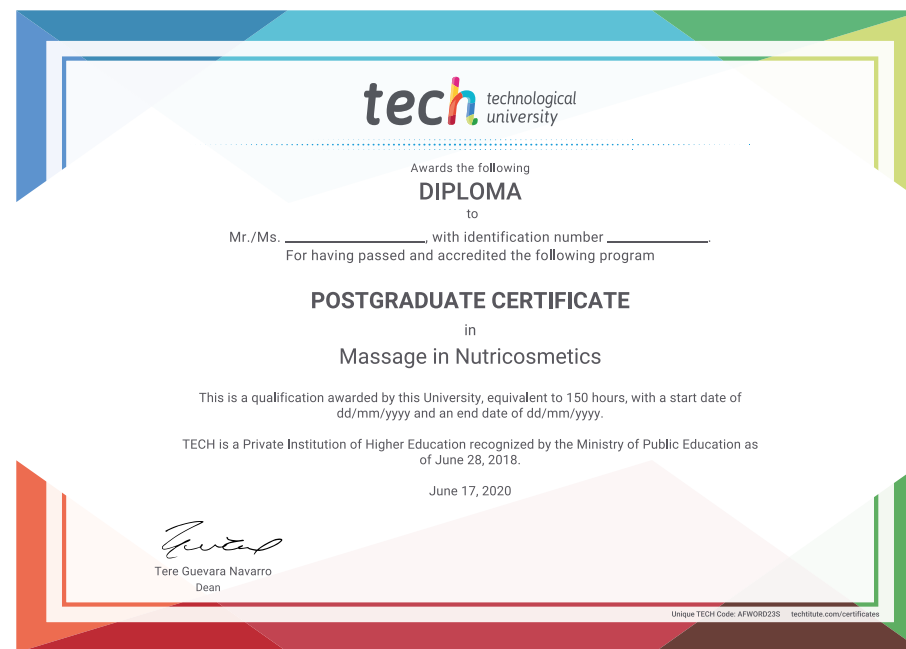 tech technological
university
Awards the following
DIPLOMA
to
Mr./Ms. ____________________, with identification number ______________.
For having passed and accredited the following program
POSTGRADUATE CERTIFICATE
in
Massage in Nutricosmetics
This is a qualification awarded by this University, equivalent to 150 hours, with a start date of
dd/mm/yyyy and an end date of dd/mm/yyyy.
TECH is a Private Institution of Higher Education recognized by the Ministry of Public Education as
of June 28, 2018.
June 17, 2020
Tere Guevara Navarro
Dean
Unique TECH Code: AFWORD23S techtitute.com/certificates